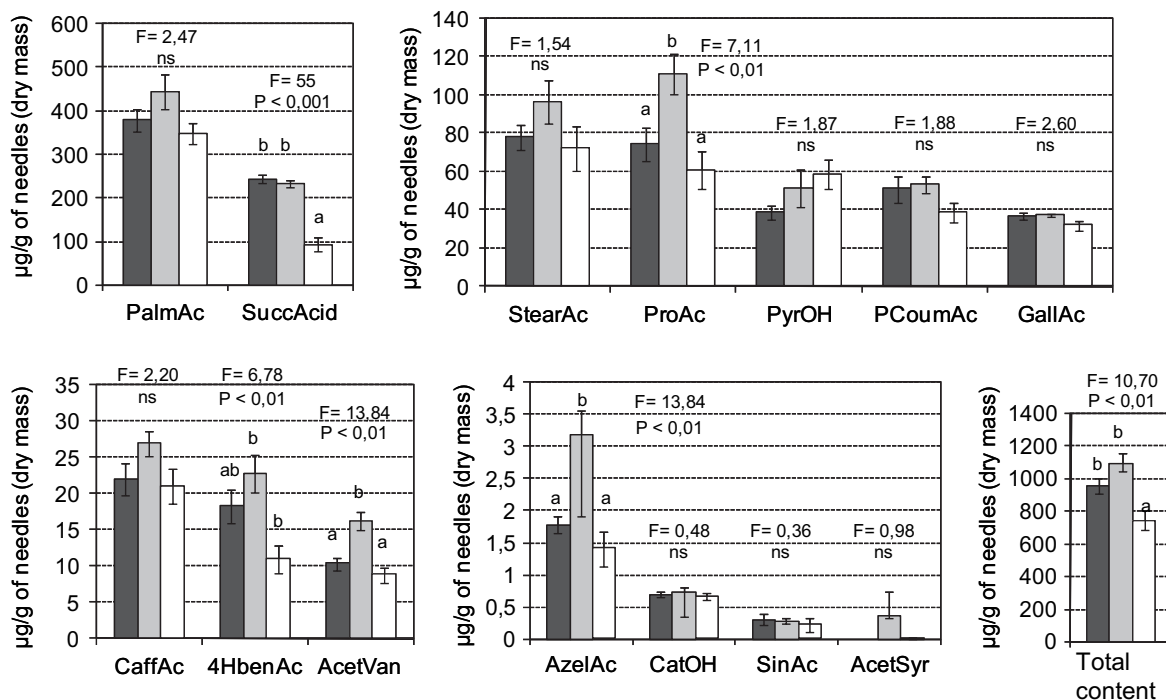 µg/g of needles (dry mass)
600
500
400
300
200
100
0
F= 2,47
ns
F= 55
P < 0,001
b b
a
PalmAc SuccAcid
µg/g of needles (dry mass)
140
120
100
80
60
40
20
0
F= 1,54
ns
b
F= 7,11
P < 0,01
a
a
F= 1,87
ns
F= 1,88
ns
F= 2,60
ns
StearAc ProAc PyrOH PCoumAc GallAc
µg/g of needles (dry mass)
35
30
25
20
15
10
5
0
F= 2,20
ns
F= 6,78
P < 0,01
F= 13,84
P < 0,01
ab
b
b
a
b
a
CaffAc 4HbenAc AcetVan
µg/g of needles (dry mass)
4
3,5
3
2,5
2
1,5
1
0,5
0
b
F= 13,84
P < 0,01
a
a
F= 0,48
ns
F= 0,36
ns
F= 0,98
ns
AzelAc CatOH SinAc AcetSyr
µg/g of needles (dry mass)
F= 10,70
P < 0,01
1400
1200
1000
800
600
400
200
0
b
b
a
Total
content